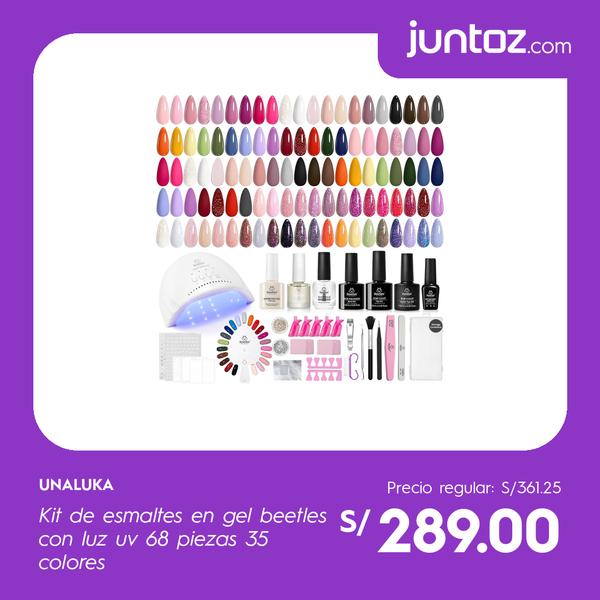 juntoz.com
UNALUKA
Kit de esmaltes en gel beetles
con luz uv 68 piezas 35
colores
Precio regular: S/361.25
S/289.00